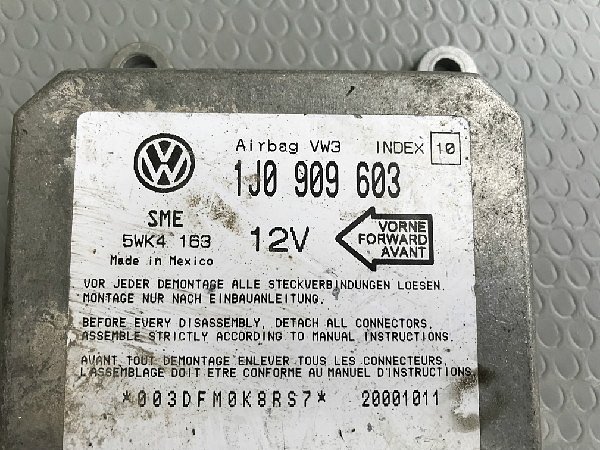 Airbag VW3 INDEX 10
1J0 909 603
SME
5WK4 163
12V
Made in Mexico
VORNE
FORWARD
AVANT
VOR JEDER DEMONTAGE ALLE STECKVERBINDUNGEN LOESEN.
MONTAGE NUR NACH EINBAUANLEITUNG.
BEFORE EVERY DISASSEMBLY, DETACH ALL CONNECTORS.
ASSEMBLE STRICTLY ACCORDING TO MANUAL INSTRUCTIONS.
AVANT TOUT DEMONTAGE ENLEVER TOUS LES CONNECTEURS.
L'ASSEMBLAGE DOIT ETRE CONFORME AU MANUEL D'INSTRUCTIONS
*003DFM0K8RS7* 20001011